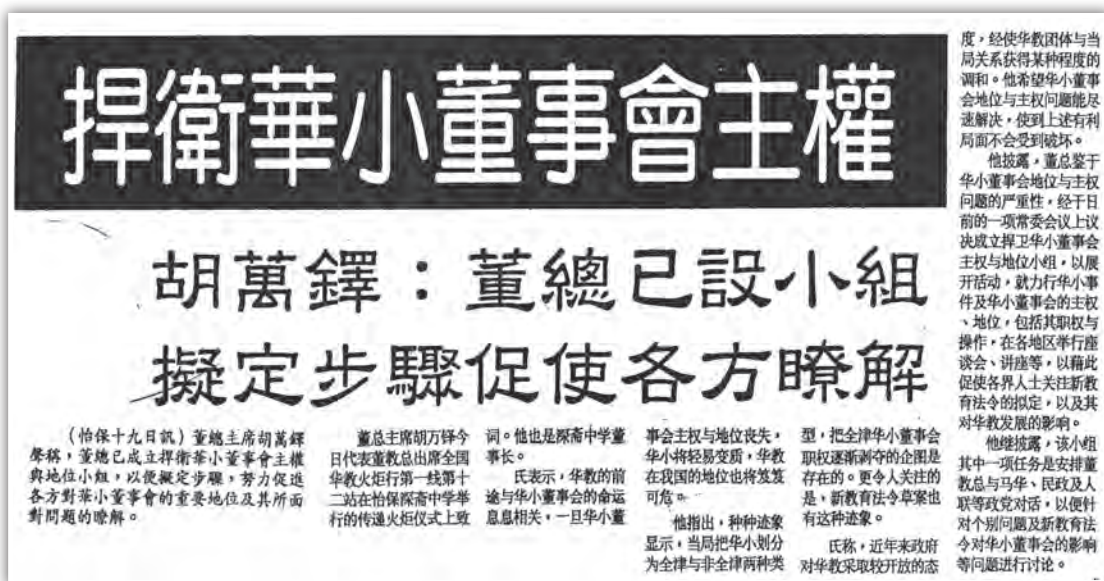 捍衛華小董事會主權
胡萬鐸：董總已設小組
擬定步驟促使各方瞭解
（怡保十九日訊）董總主席胡萬鐸
聲稱，董總已成立捍衛華小董事會主權
與地位小組，以便擬定步驟，努力促進
各方對華小董事會的重要地位及其所面
對問題的瞭解。
董总主席胡万铎今
日代表董教总出席全国
华教火炬行第一线第十
二站在怡保深斋中学举
行的传递火炬仪式上致
词。他也是深斋中学董
事长。
氏表示，华教的前
途与华小董事会的命运
息息相关，一旦华小董
事会主权与地位丧失，
华小将轻易变质，华教
在我国的地位也将岌岌
可危。
他指出，种种迹象
显示，当局把华小划分
为全津与非全津两种类
型，把全津华小董事会
职权逐渐剥夺的企图是
存在的。更令人关注的
是，新教育法令草案也
有这种迹象。
氏称，近年来政府
对华教采取较开放的态
度，经使华教团体与当
局关系获得某种程度的
调和。他希望华小董事
会地位与主权问题能尽
速解决，使到上述有利
局面不会受到破坏。
他披露，董总鉴于
华小董事会地位与主权
问题的严重性，经于日
前的一项常委会议上议
决成立捍卫华小董事会
主权与地位小组，以展
开活动，就力行华小事
件及华小董事会的主权
、地位，包括其职权与
操作，在各地区举行座
谈会、讲座等，以藉此
促使各界人士关注新教
育法令的拟定，以及其
对华教发展的影响。
他继披露，该小组
其中一项任务是安排董
教总与马华、民政及人
联等政党对话，以便针
对个别问题及新教育法
令对华小董事会的影响
等问题进行讨论。